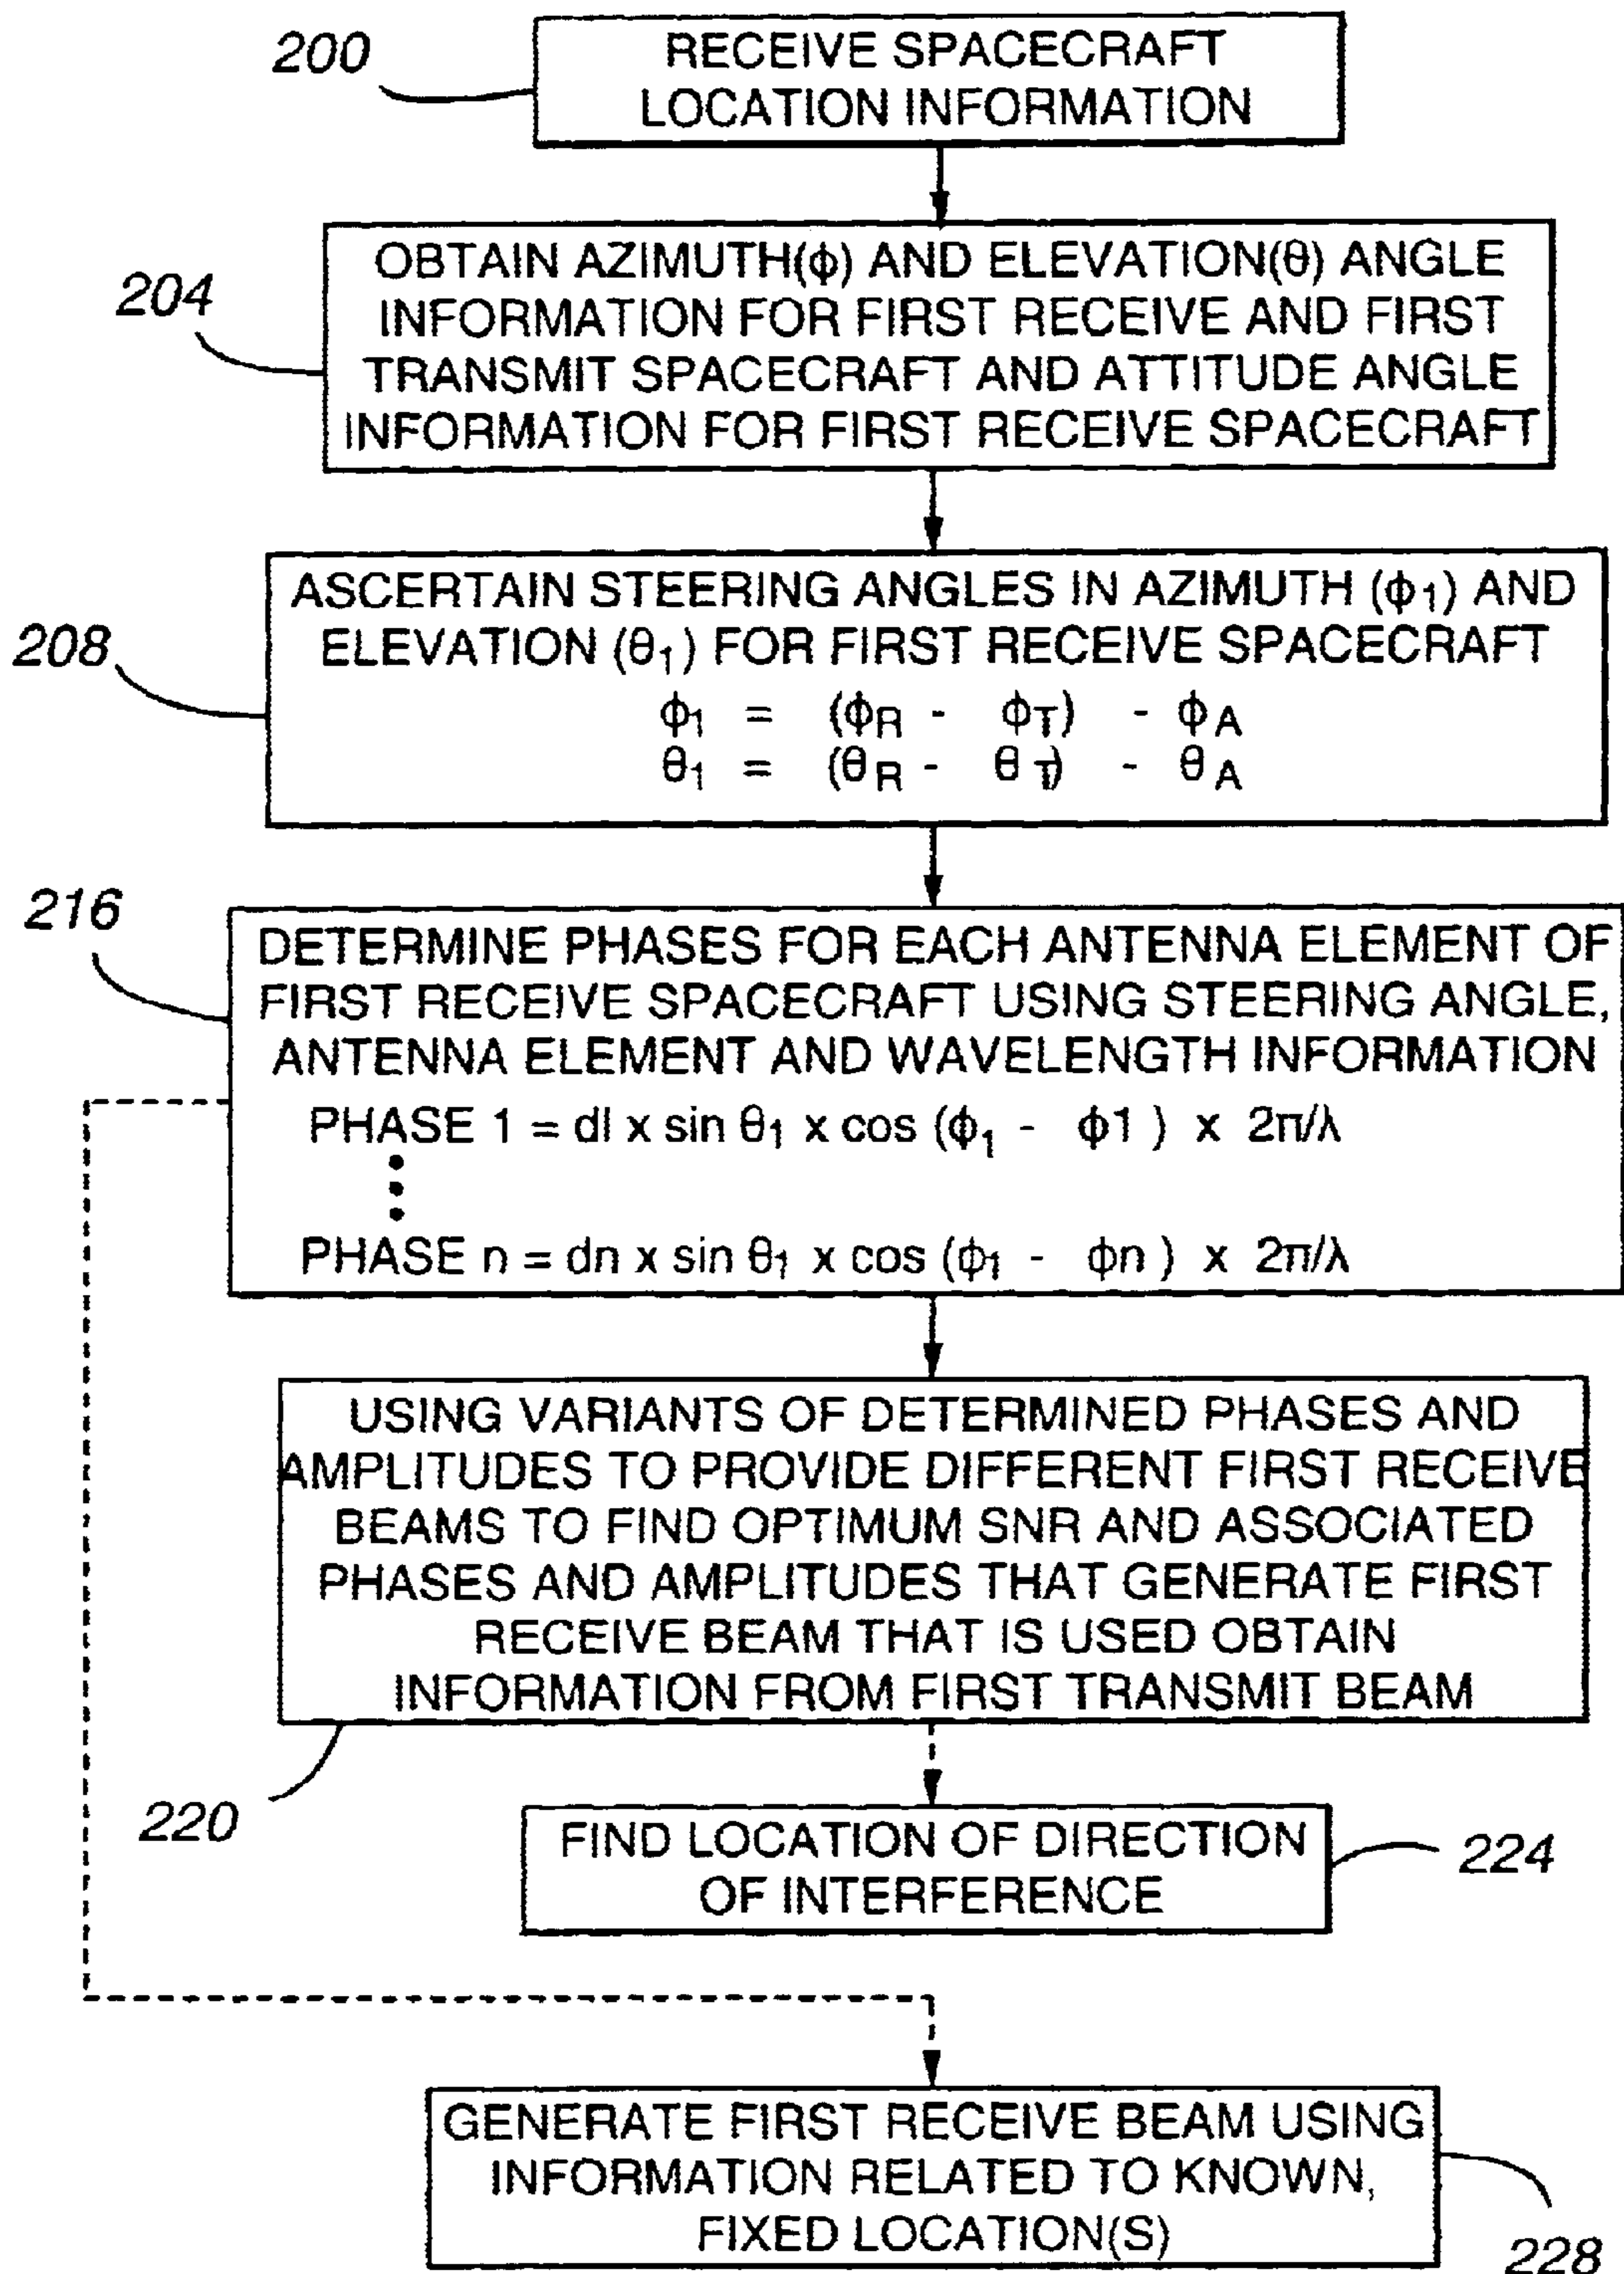 200
RECEIVE SPACECRAFT
LOCATION INFORMATION
204
OBTAIN AZIMUTH(ϕ) AND ELEVATION(θ) ANGLE
INFORMATION FOR FIRST RECEIVE AND FIRST
TRANSMIT SPACECRAFT AND ATTITUDE ANGLE
INFORMATION FOR FIRST RECEIVE SPACECRAFT
208
ASCERTAIN STEERING ANGLES IN AZIMUTH (ϕ₁) AND
ELEVATION (θ₁) FOR FIRST RECEIVE SPACECRAFT
ϕ₁ = (ϕR - ϕT) - ϕA
θ₁ = (θR - θT) - θA
216
DETERMINE PHASES FOR EACH ANTENNA ELEMENT OF
FIRST RECEIVE SPACECRAFT USING STEERING ANGLE,
ANTENNA ELEMENT AND WAVELENGTH INFORMATION
PHASE 1 = dl x sin θ₁ x cos (ϕ₁ - ϕ1 ) x 2π/λ
PHASE n = dn x sin θ₁ x cos (ϕ₁ - ϕn ) x 2π/λ
USING VARIANTS OF DETERMINED PHASES AND
AMPLITUDES TO PROVIDE DIFFERENT FIRST RECEIVE
BEAMS TO FIND OPTIMUM SNR AND ASSOCIATED
PHASES AND AMPLITUDES THAT GENERATE FIRST
RECEIVE BEAM THAT IS USED OBTAIN
INFORMATION FROM FIRST TRANSMIT BEAM
220
FIND LOCATION OF DIRECTION
OF INTERFERENCE
224
GENERATE FIRST RECEIVE BEAM USING
INFORMATION RELATED TO KNOWN,
FIXED LOCATION(S)
228